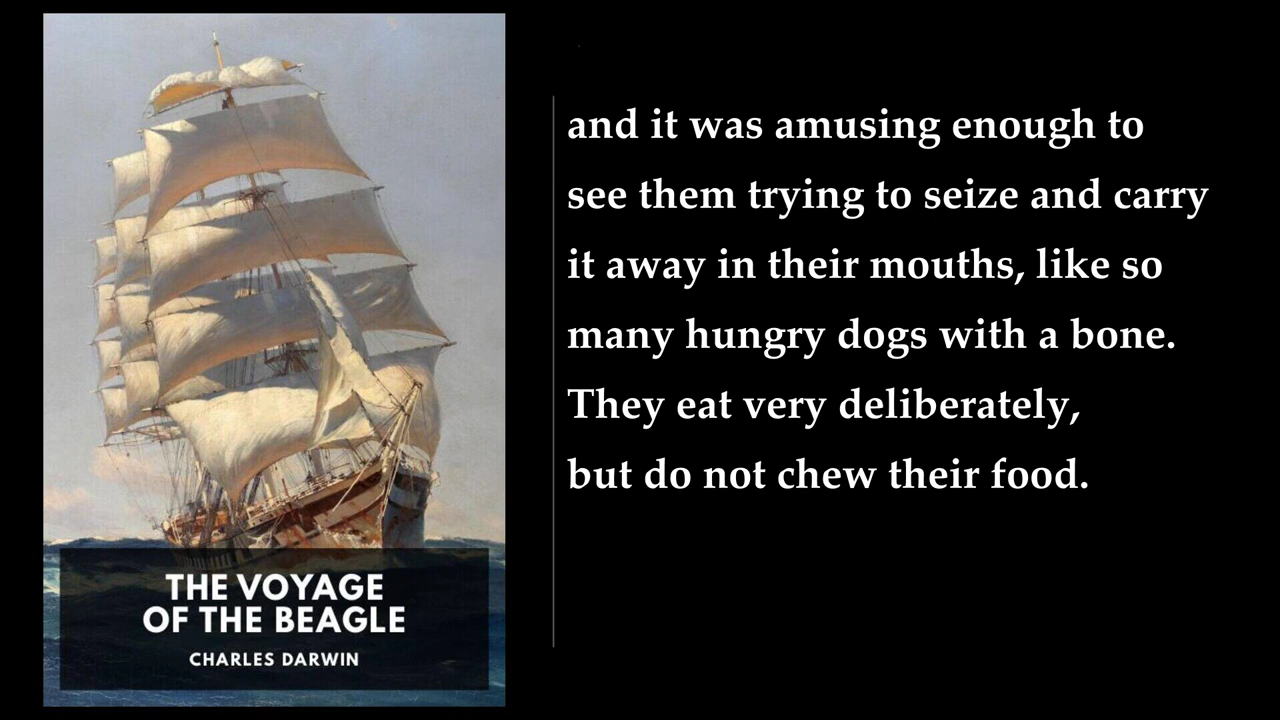 THE VOYAGE
OF THE BEAGLE
CHARLES DARWIN
and it was amusing enough to
see them trying to seize and carry
it away in their mouths, like so
many hungry dogs with a bone.
They eat very deliberately,
but do not chew their food.